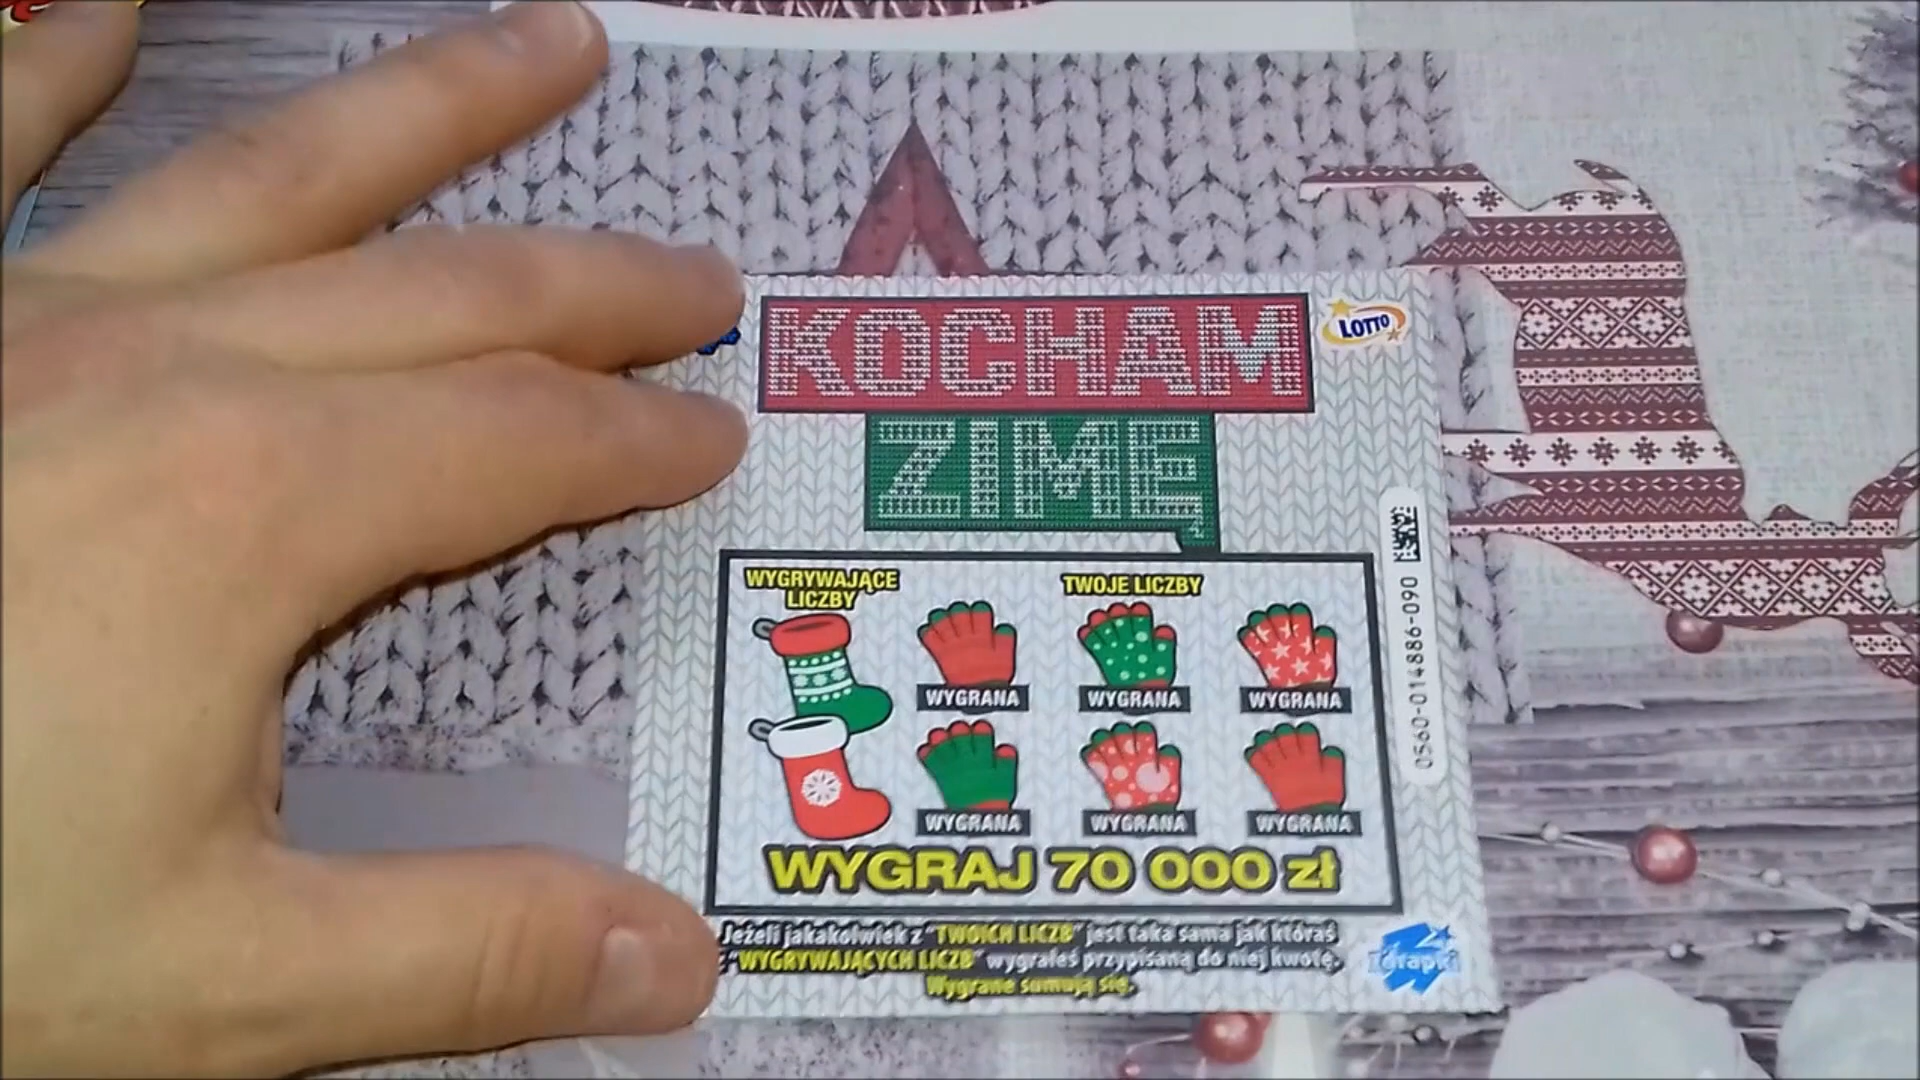 KOCHAM
ZIMĘ
LOTTO
WYGRYWAJĄCE
LICZBY
TWOJE LICZBY
WYGRANA WYGRANA WYGRANA
WYGRANA WYGRANA WYGRANA
WYGRAJ 70 000 zł
Jeżeli jakakolwiek z "TWOICH LICZB" jest taka sama jak któraś
z "WYGRYWAJĄCYCH LICZB" wygrałeś przypisaną do niej kwotę.
Wygrane sumują się.
Zdrapki
0560-014886-090